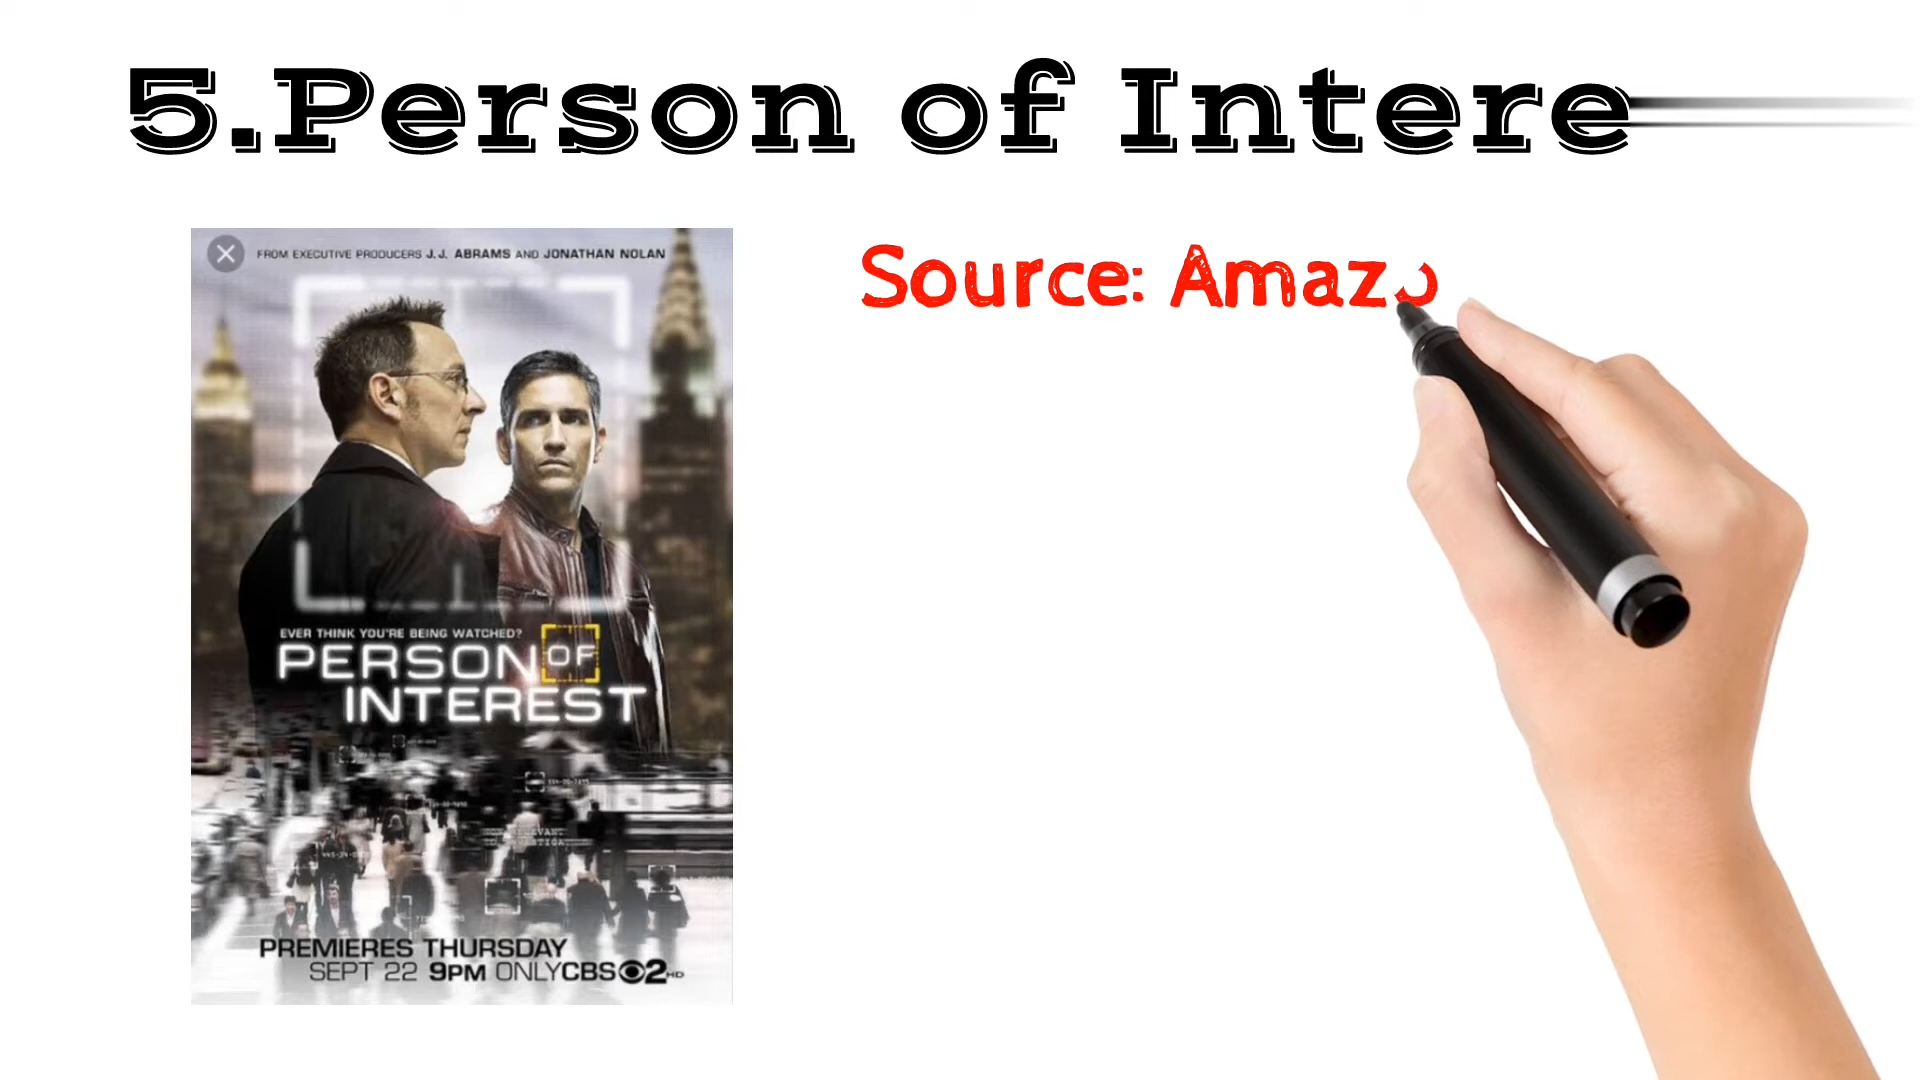 5.Person of Intere
Source: Amazo
FROM EXECUTIVE PRODUCERS J.J. ABRAMS AND JONATHAN NOLAN
EVER THINK YOU'RE BEING WATCHED?
PERSON OF
INTEREST
PREMIERES THURSDAY
SEPT 22 9PM ONLY CBS 2 HD